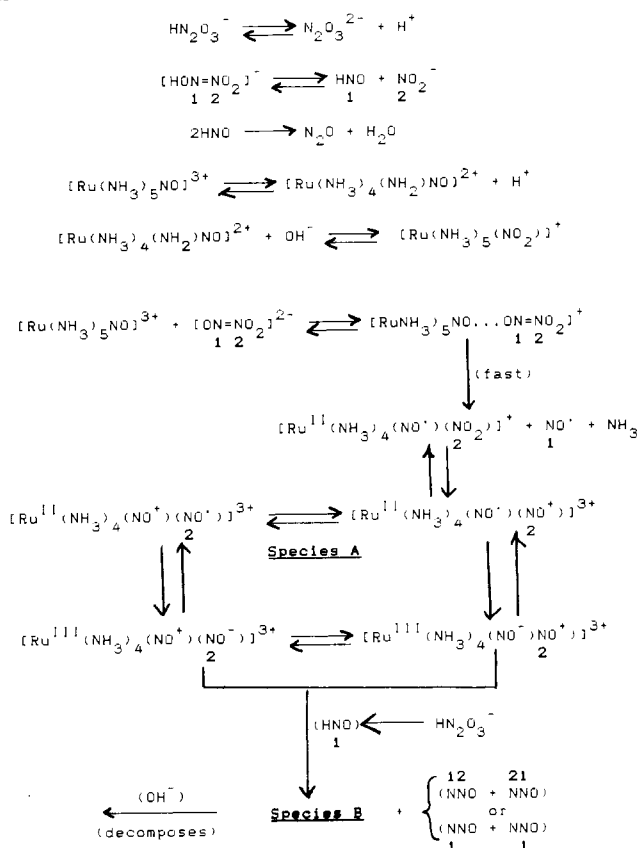 HN₂O₃⁻ ⇌ N₂O₃²⁻ + H⁺
[HON=NO₂]⁻ ⇌ HNO + NO₂⁻
1 2 1 2
2HNO → N₂O + H₂O
[Ru(NH₃)₅NO]³⁺ ⇌ [Ru(NH₃)₄(NH₂)NO]²⁺ + H⁺
[Ru(NH₃)₄(NH₂)NO]²⁺ + OH⁻ ⇌ [Ru(NH₃)₅(NO₂)]⁺
[Ru(NH₃)₅NO]³⁺ + [ON=NO₂]²⁻ ⇌ [RuNH₃)₅NO...ON=NO₂]⁺
1 2 1 2
(fast)
[Ruᴵᴵ(NH₃)₄(NO·)(NO₂)]⁺ + NO· + NH₃
2 1
[Ruᴵᴵ(NH₃)₄(NO⁺)(NO·)]³⁺ ⇌ [Ruᴵᴵ(NH₃)₄(NO·)(NO⁺)]³⁺
2 2
Species A
[Ruᴵᴵᴵ(NH₃)₄(NO⁺)(NO⁻)]³⁺ ⇌ [Ruᴵᴵᴵ(NH₃)₄(NO⁻)NO⁺)]³⁺
2 2
(HNO) ← HN₂O₃⁻
1
12 21
(OH⁻) (NNO + NNO)
(decomposes) Species B + or
(NNO + NNO)
1 1